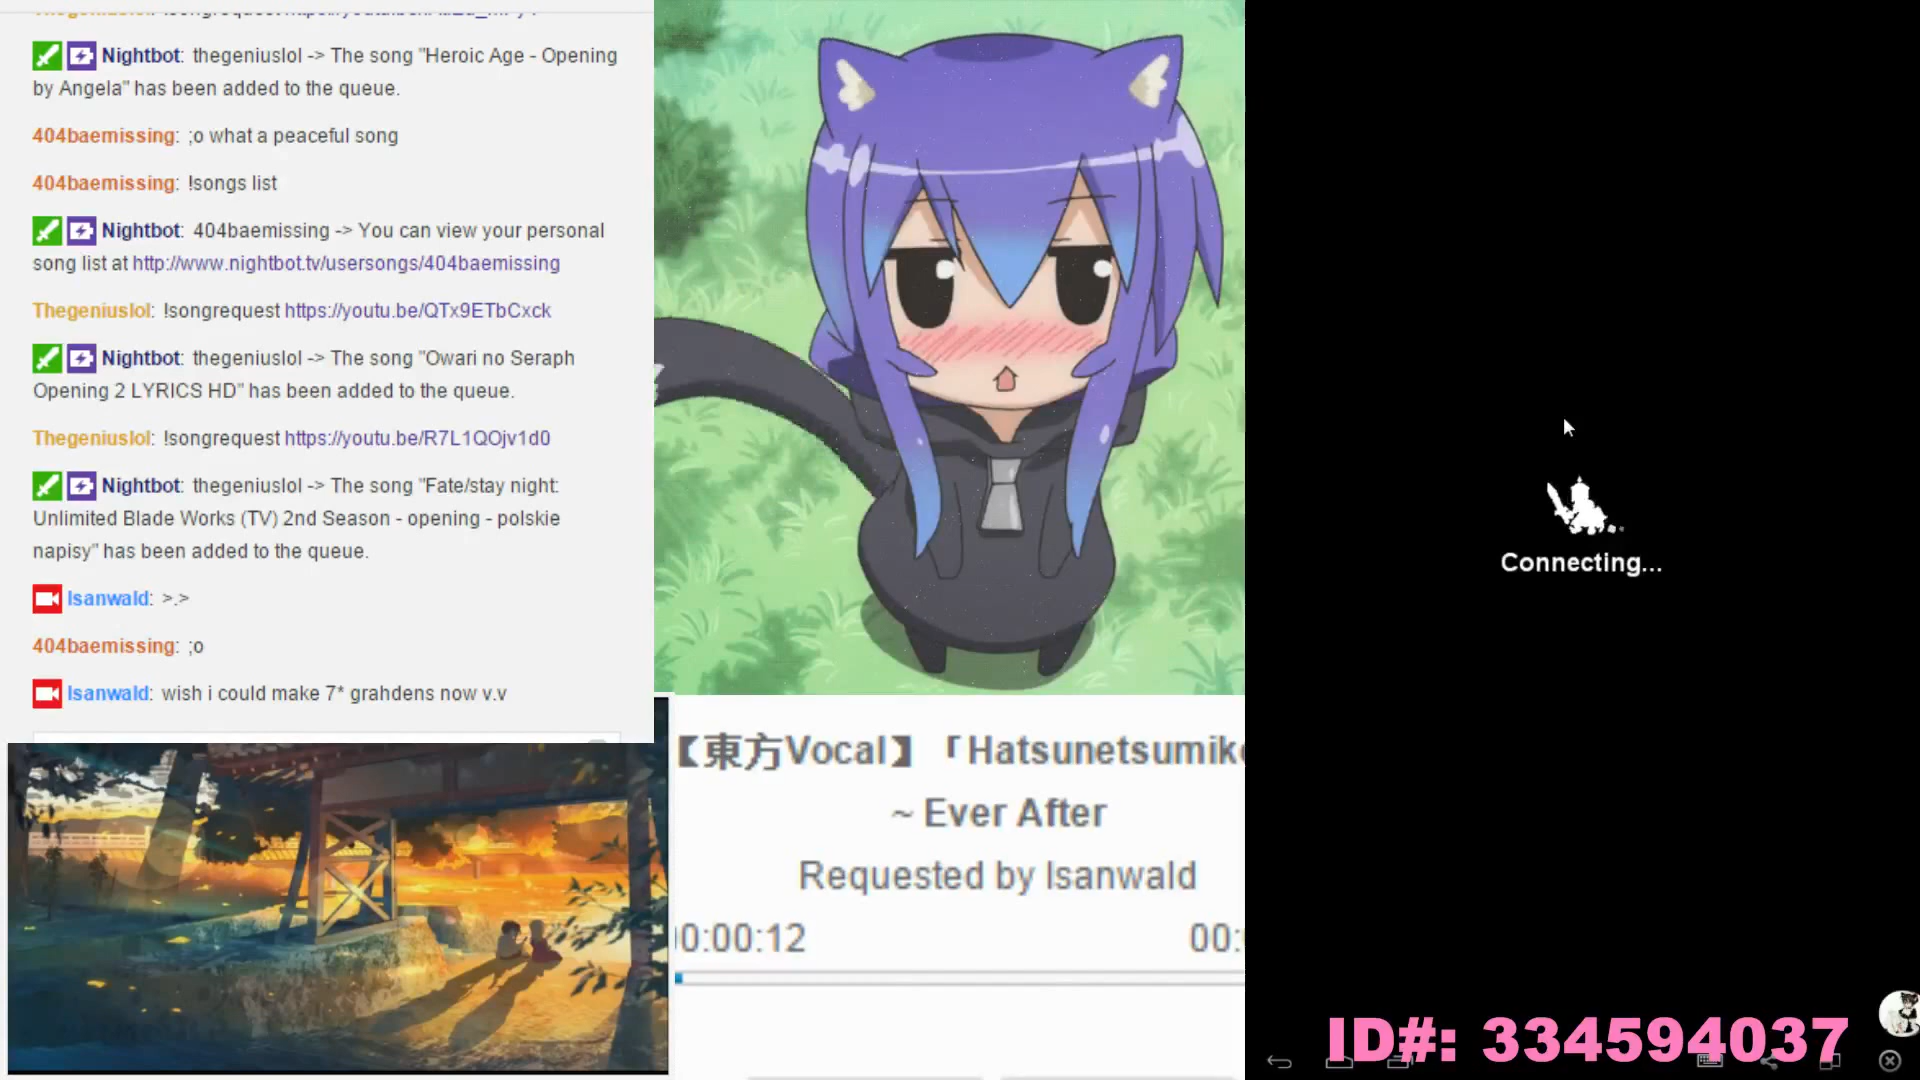 Nightbot: thegeniuslol -> The song "Heroic Age - Opening
by Angela" has been added to the queue.
404baemissing: ;o what a peaceful song
404baemissing: !songs list
Nightbot: 404baemissing -> You can view your personal
song list at http://www.nightbot.tv/usersongs/404baemissing
Thegeniuslol: !songrequest https://youtu.be/QTx9ETbCxck
Nightbot: thegeniuslol -> The song "Owari no Seraph
Opening 2 LYRICS HD" has been added to the queue.
Thegeniuslol: !songrequest https://youtu.be/R7L1QOjv1d0
Nightbot: thegeniuslol -> The song "Fate/stay night:
Unlimited Blade Works (TV) 2nd Season - opening - polskie
napisy" has been added to the queue.
Isanwald: >.>
404baemissing: ;o
Isanwald: wish i could make 7* grahdens now v.v
【東方Vocal】「Hatsunetsumik
~ Ever After
Requested by Isanwald
0:00:12
00:
Connecting...
ID#: 334594037